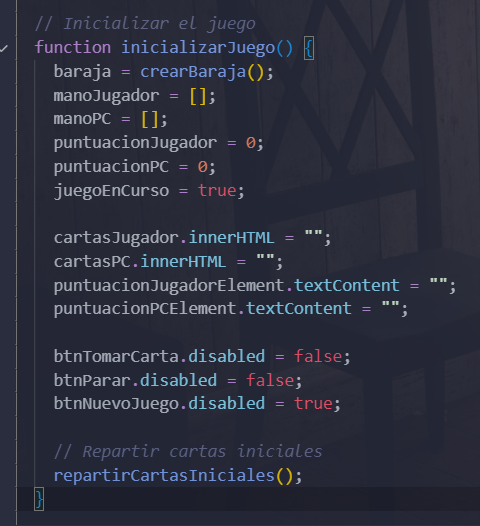 // Inicializar el juego
function inicializarJuego() {
baraja = crearBaraja();
manoJugador = [];
manoPC = [];
puntuacionJugador = 0;
puntuacionPC = 0;
juegoEnCurso = true;
cartasJugador.innerHTML = "";
cartasPC.innerHTML = "";
puntuacionJugadorElement.textContent = "";
puntuacionPCElement.textContent = "";
btnTomarCarta.disabled = false;
btnParar.disabled = false;
btnNuevoJuego.disabled = true;
// Repartir cartas iniciales
repartirCartasIniciales();
}